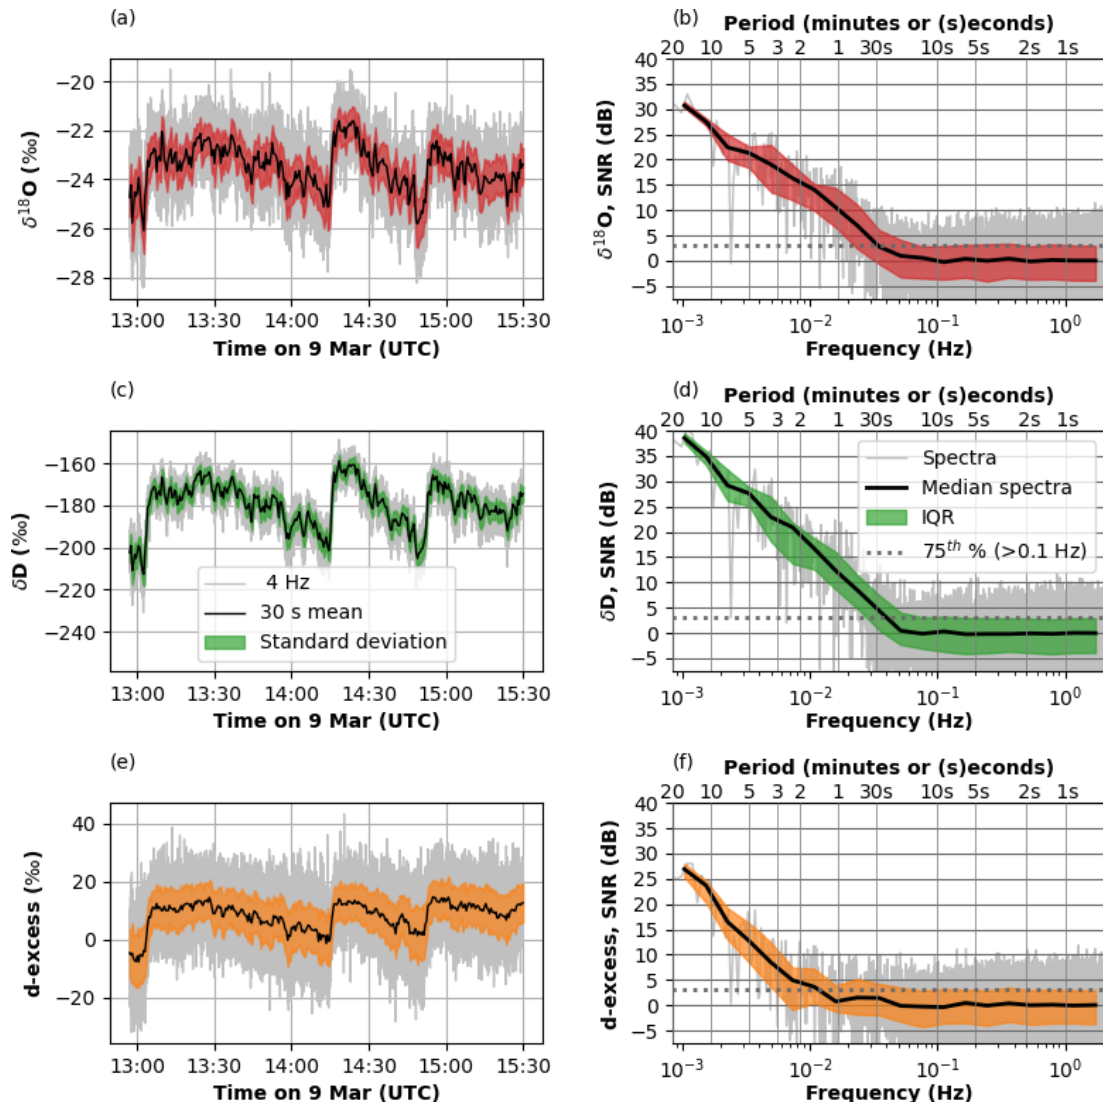 (a)
−20
−22
−24
−26
−28
δ¹⁸O (‰)
13:00 13:30 14:00 14:30 15:00 15:30
Time on 9 Mar (UTC)
(b)
Period (minutes or (s)econds)
20 10 5 3 2 1 30s 10s 5s 2s 1s
40
35
30
25
20
15
10
5
0
−5
δ¹⁸O, SNR (dB)
10⁻³ 10⁻² 10⁻¹ 10⁰
Frequency (Hz)
(c)
−160
−180
−200
−220
−240
δD (‰)
4 Hz
30 s mean
Standard deviation
13:00 13:30 14:00 14:30 15:00 15:30
Time on 9 Mar (UTC)
(d)
Period (minutes or (s)econds)
20 10 5 3 2 1 30s 10s 5s 2s 1s
40
35
30
25
20
15
10
5
0
−5
δD, SNR (dB)
Spectra
Median spectra
IQR
75ᵗʰ % (>0.1 Hz)
10⁻³ 10⁻² 10⁻¹ 10⁰
Frequency (Hz)
(e)
40
20
0
−20
d-excess (‰)
13:00 13:30 14:00 14:30 15:00 15:30
Time on 9 Mar (UTC)
(f)
Period (minutes or (s)econds)
20 10 5 3 2 1 30s 10s 5s 2s 1s
40
35
30
25
20
15
10
5
0
−5
d-excess, SNR (dB)
10⁻³ 10⁻² 10⁻¹ 10⁰
Frequency (Hz)